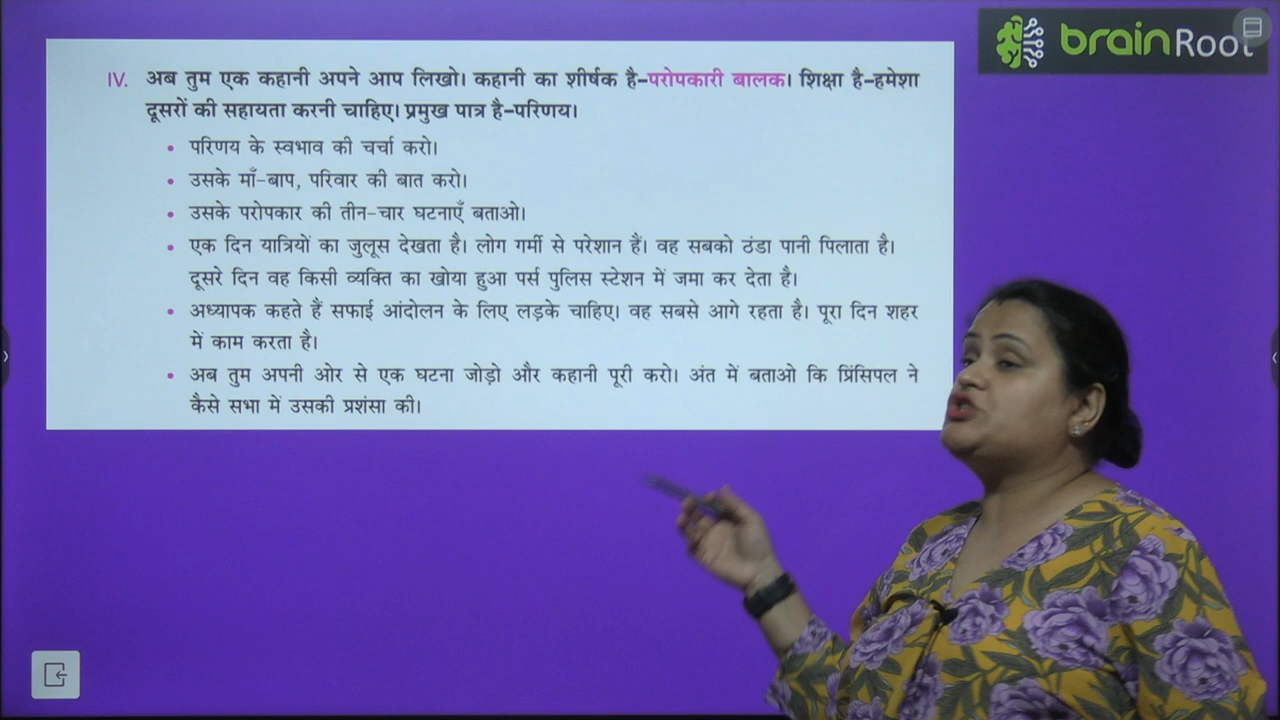 brainRoot
IV. अब तुम एक कहानी अपने आप लिखो। कहानी का शीर्षक है–परोपकारी बालक। शिक्षा है–हमेशा
दूसरों की सहायता करनी चाहिए। प्रमुख पात्र है–परिणय।
• परिणय के स्वभाव की चर्चा करो।
• उसके माँ-बाप, परिवार की बात करो।
• उसके परोपकार की तीन-चार घटनाएँ बताओ।
• एक दिन यात्रियों का जुलूस देखता है। लोग गर्मी से परेशान हैं। वह सबको ठंडा पानी पिलाता है।
दूसरे दिन वह किसी व्यक्ति का खोया हुआ पर्स पुलिस स्टेशन में जमा कर देता है।
• अध्यापक कहते हैं सफाई आंदोलन के लिए लड़के चाहिए। वह सबसे आगे रहता है। पूरा दिन शहर
में काम करता है।
• अब तुम अपनी ओर से एक घटना जोड़ो और कहानी पूरी करो। अंत में बताओ कि प्रिंसिपल ने
कैसे सभा में उसकी प्रशंसा की।